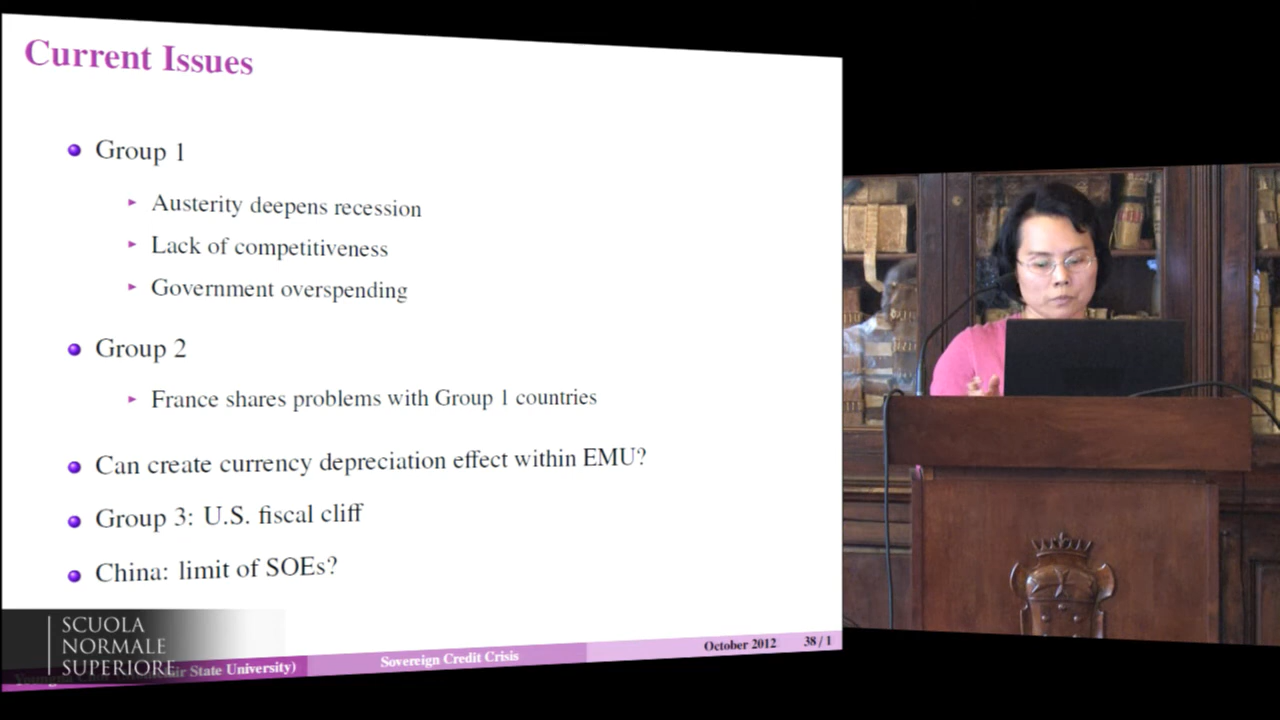 Current Issues
Group 1
Austerity deepens recession
Lack of competitiveness
Government overspending
Group 2
France shares problems with Group 1 countries
Can create currency depreciation effect within EMU?
Group 3: U.S. fiscal cliff
China: limit of SOEs?
SCUOLA
NORMALE
SUPERIORE
State University)
Sovereign Credit Crisis
October 2012
38 / 1